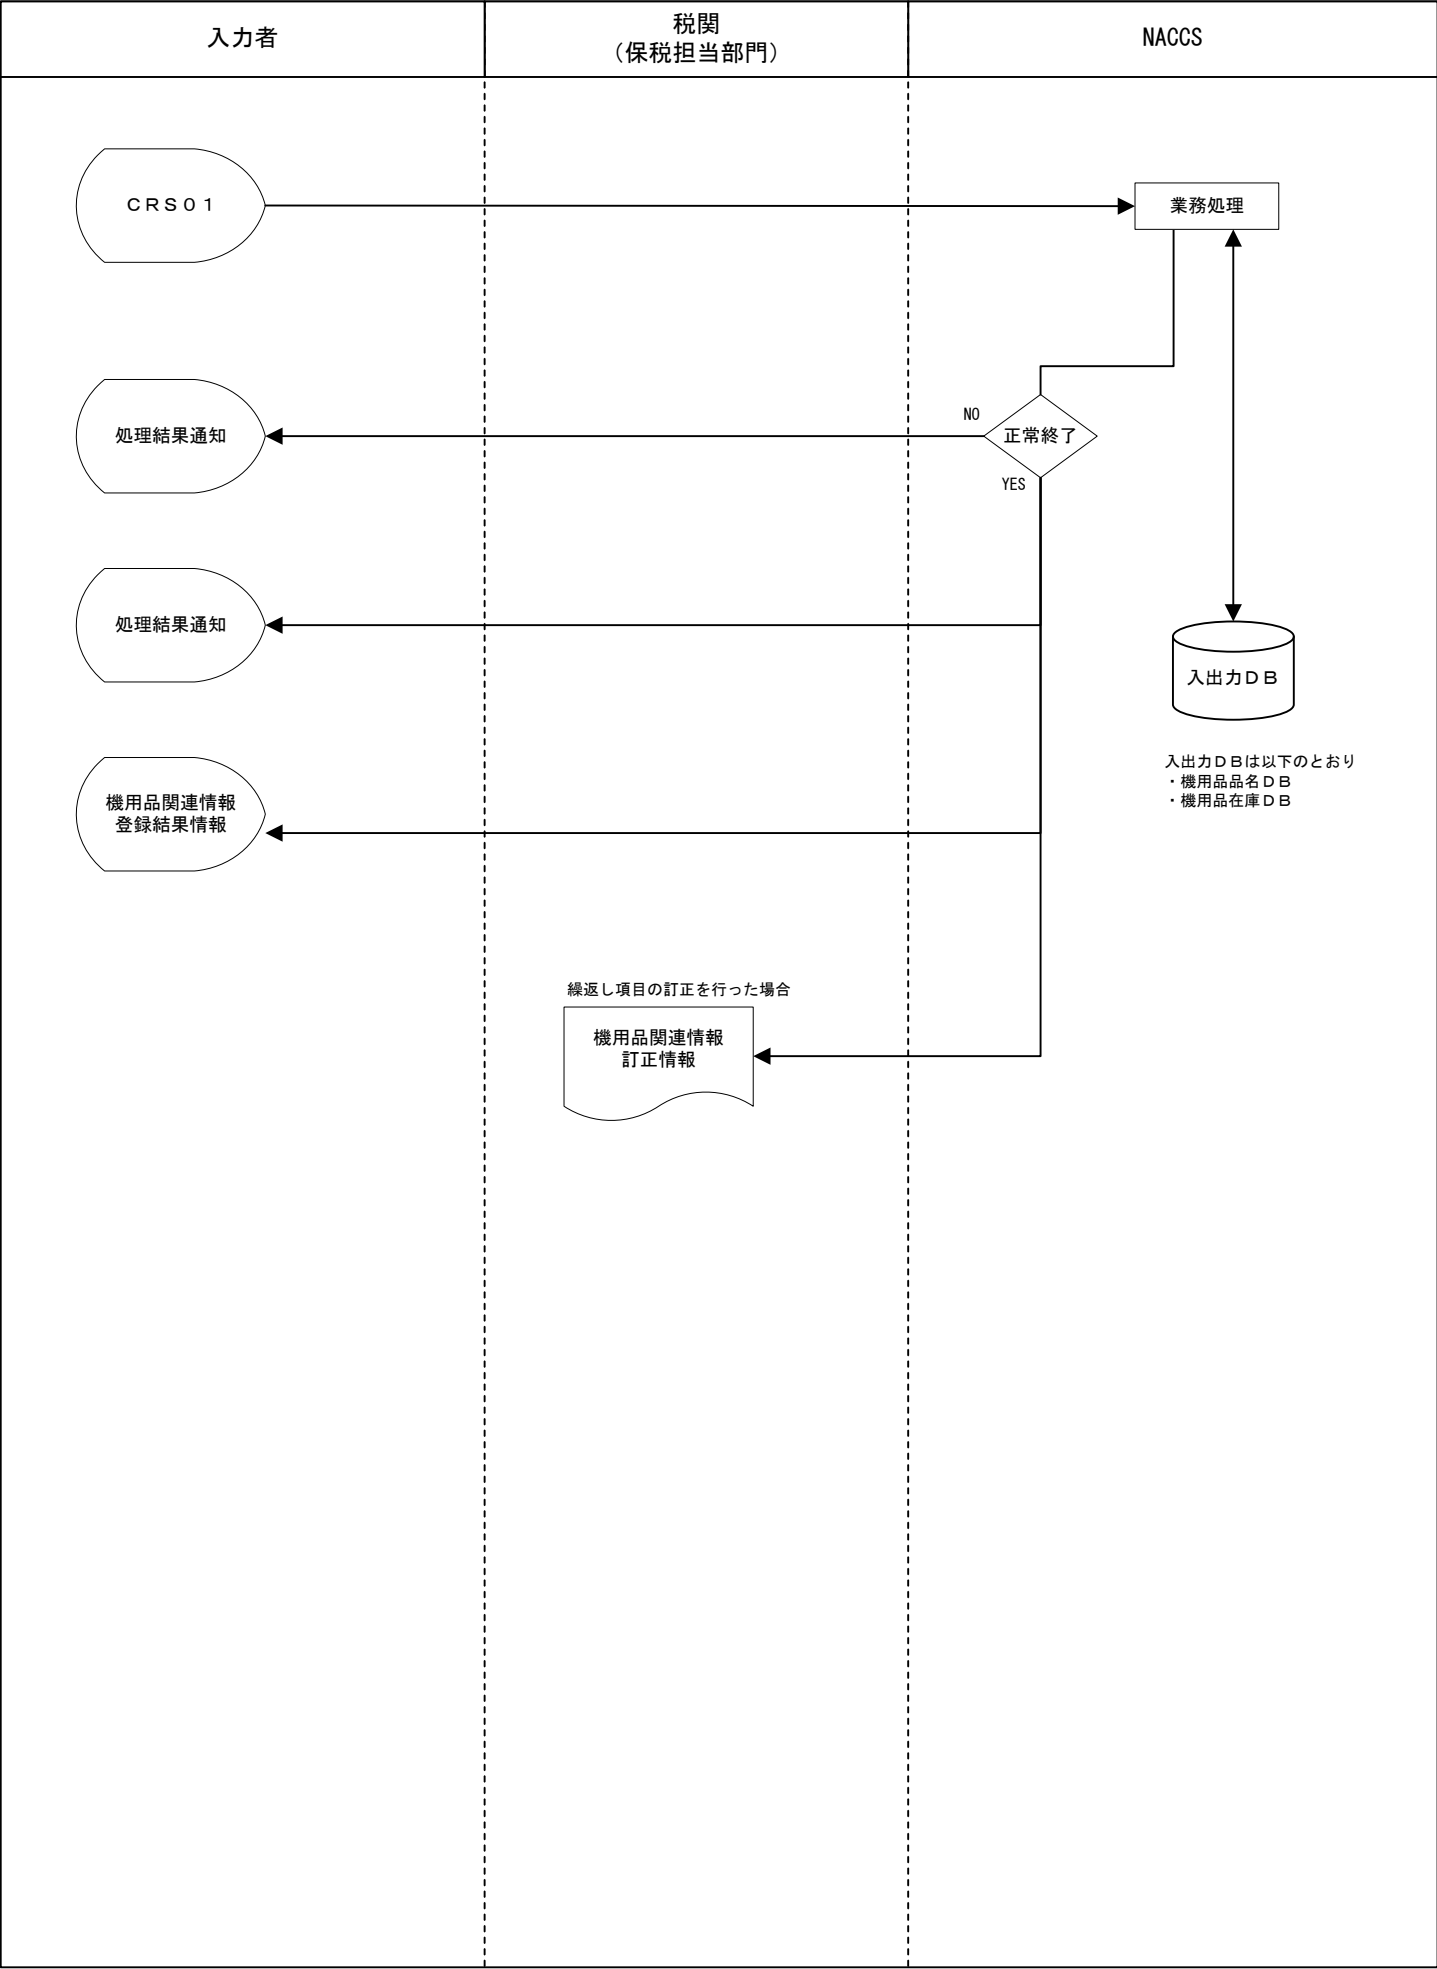 入力者
税関
(保税担当部門)
NACCS
CRS01
業務処理
処理結果通知
NO
正常終了
YES
処理結果通知
入出力DB
入出力DBは以下のとおり
・機用品品名DB
・機用品在庫DB
機用品関連情報
登録結果情報
繰返し項目の訂正を行った場合
機用品関連情報
訂正情報